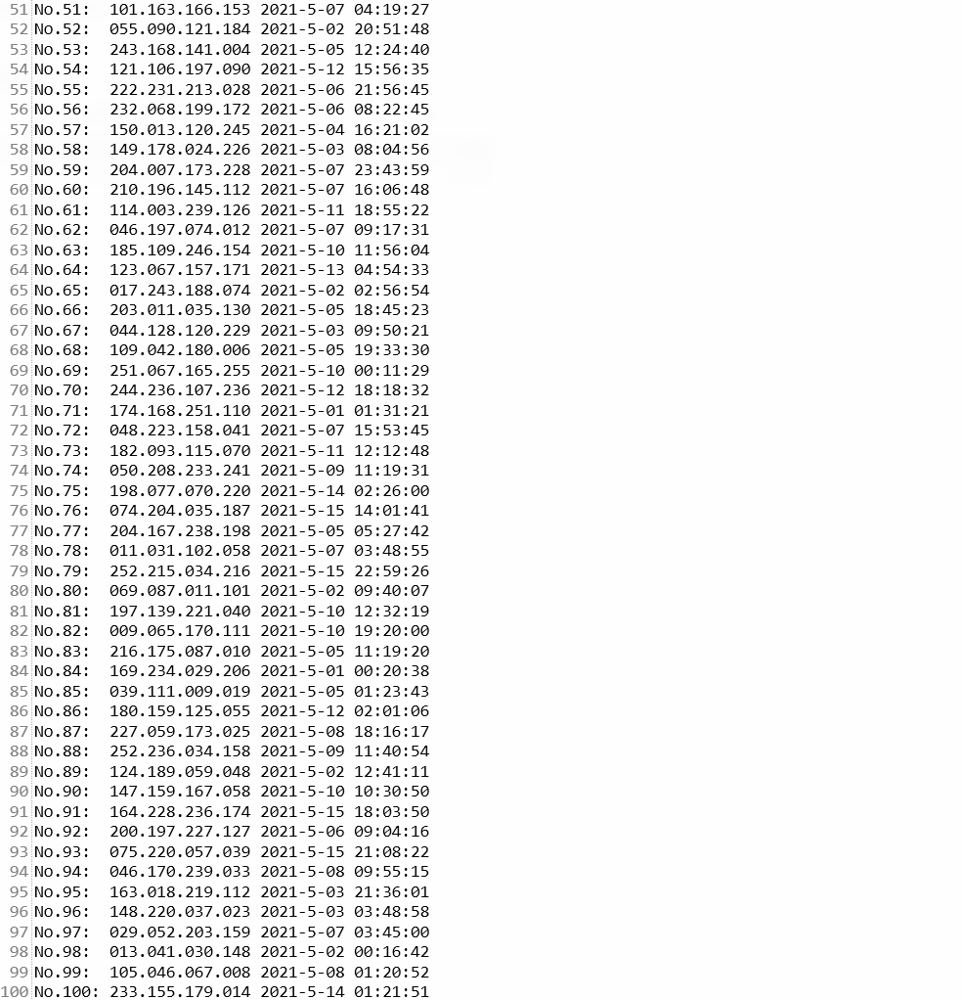 51 No.51:  101.163.166.153 2021-5-07 04:19:27
52 No.52:  055.090.121.184 2021-5-02 20:51:48
53 No.53:  243.168.141.004 2021-5-05 12:24:40
54 No.54:  121.106.197.090 2021-5-12 15:56:35
55 No.55:  222.231.213.028 2021-5-06 21:56:45
56 No.56:  232.068.199.172 2021-5-06 08:22:45
57 No.57:  150.013.120.245 2021-5-04 16:21:02
58 No.58:  149.178.024.226 2021-5-03 08:04:56
59 No.59:  204.007.173.228 2021-5-07 23:43:59
60 No.60:  210.196.145.112 2021-5-07 16:06:48
61 No.61:  114.003.239.126 2021-5-11 18:55:22
62 No.62:  046.197.074.012 2021-5-07 09:17:31
63 No.63:  185.109.246.154 2021-5-10 11:56:04
64 No.64:  123.067.157.171 2021-5-13 04:54:33
65 No.65:  017.243.188.074 2021-5-02 02:56:54
66 No.66:  203.011.035.130 2021-5-05 18:45:23
67 No.67:  044.128.120.229 2021-5-03 09:50:21
68 No.68:  109.042.180.006 2021-5-05 19:33:30
69 No.69:  251.067.165.255 2021-5-10 00:11:29
70 No.70:  244.236.107.236 2021-5-12 18:18:32
71 No.71:  174.168.251.110 2021-5-01 01:31:21
72 No.72:  048.223.158.041 2021-5-07 15:53:45
73 No.73:  182.093.115.070 2021-5-11 12:12:48
74 No.74:  050.208.233.241 2021-5-09 11:19:31
75 No.75:  198.077.070.220 2021-5-14 02:26:00
76 No.76:  074.204.035.187 2021-5-15 14:01:41
77 No.77:  204.167.238.198 2021-5-05 05:27:42
78 No.78:  011.031.102.058 2021-5-07 03:48:55
79 No.79:  252.215.034.216 2021-5-15 22:59:26
80 No.80:  069.087.011.101 2021-5-02 09:40:07
81 No.81:  197.139.221.040 2021-5-10 12:32:19
82 No.82:  009.065.170.111 2021-5-10 19:20:00
83 No.83:  216.175.087.010 2021-5-05 11:19:20
84 No.84:  169.234.029.206 2021-5-01 00:20:38
85 No.85:  039.111.009.019 2021-5-05 01:23:43
86 No.86:  180.159.125.055 2021-5-12 02:01:06
87 No.87:  227.059.173.025 2021-5-08 18:16:17
88 No.88:  252.236.034.158 2021-5-09 11:40:54
89 No.89:  124.189.059.048 2021-5-02 12:41:11
90 No.90:  147.159.167.058 2021-5-10 10:30:50
91 No.91:  164.228.236.174 2021-5-15 18:03:50
92 No.92:  200.197.227.127 2021-5-06 09:04:16
93 No.93:  075.220.057.039 2021-5-15 21:08:22
94 No.94:  046.170.239.033 2021-5-08 09:55:15
95 No.95:  163.018.219.112 2021-5-03 21:36:01
96 No.96:  148.220.037.023 2021-5-03 03:48:58
97 No.97:  029.052.203.159 2021-5-07 03:45:00
98 No.98:  013.041.030.148 2021-5-02 00:16:42
99 No.99:  105.046.067.008 2021-5-08 01:20:52
100 No.100: 233.155.179.014 2021-5-14 01:21:51